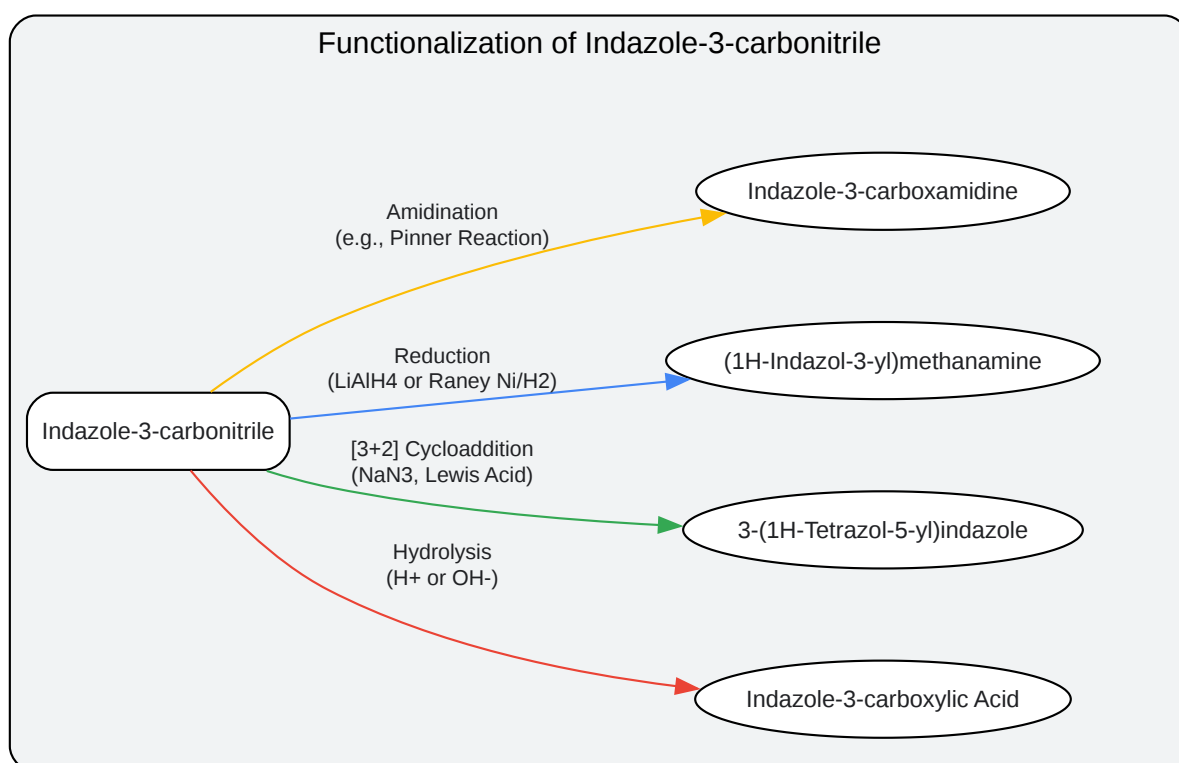 Functionalization of Indazole-3-carbonitrile
Indazole-3-carboxamidine
Amidination
(e.g., Pinner Reaction)
(1H-Indazol-3-yl)methanamine
Reduction
(LiAlH4 or Raney Ni/H2)
Indazole-3-carbonitrile
[3+2] Cycloaddition
(NaN3, Lewis Acid)
3-(1H-Tetrazol-5-yl)indazole
Hydrolysis
(H+ or OH-)
Indazole-3-carboxylic Acid